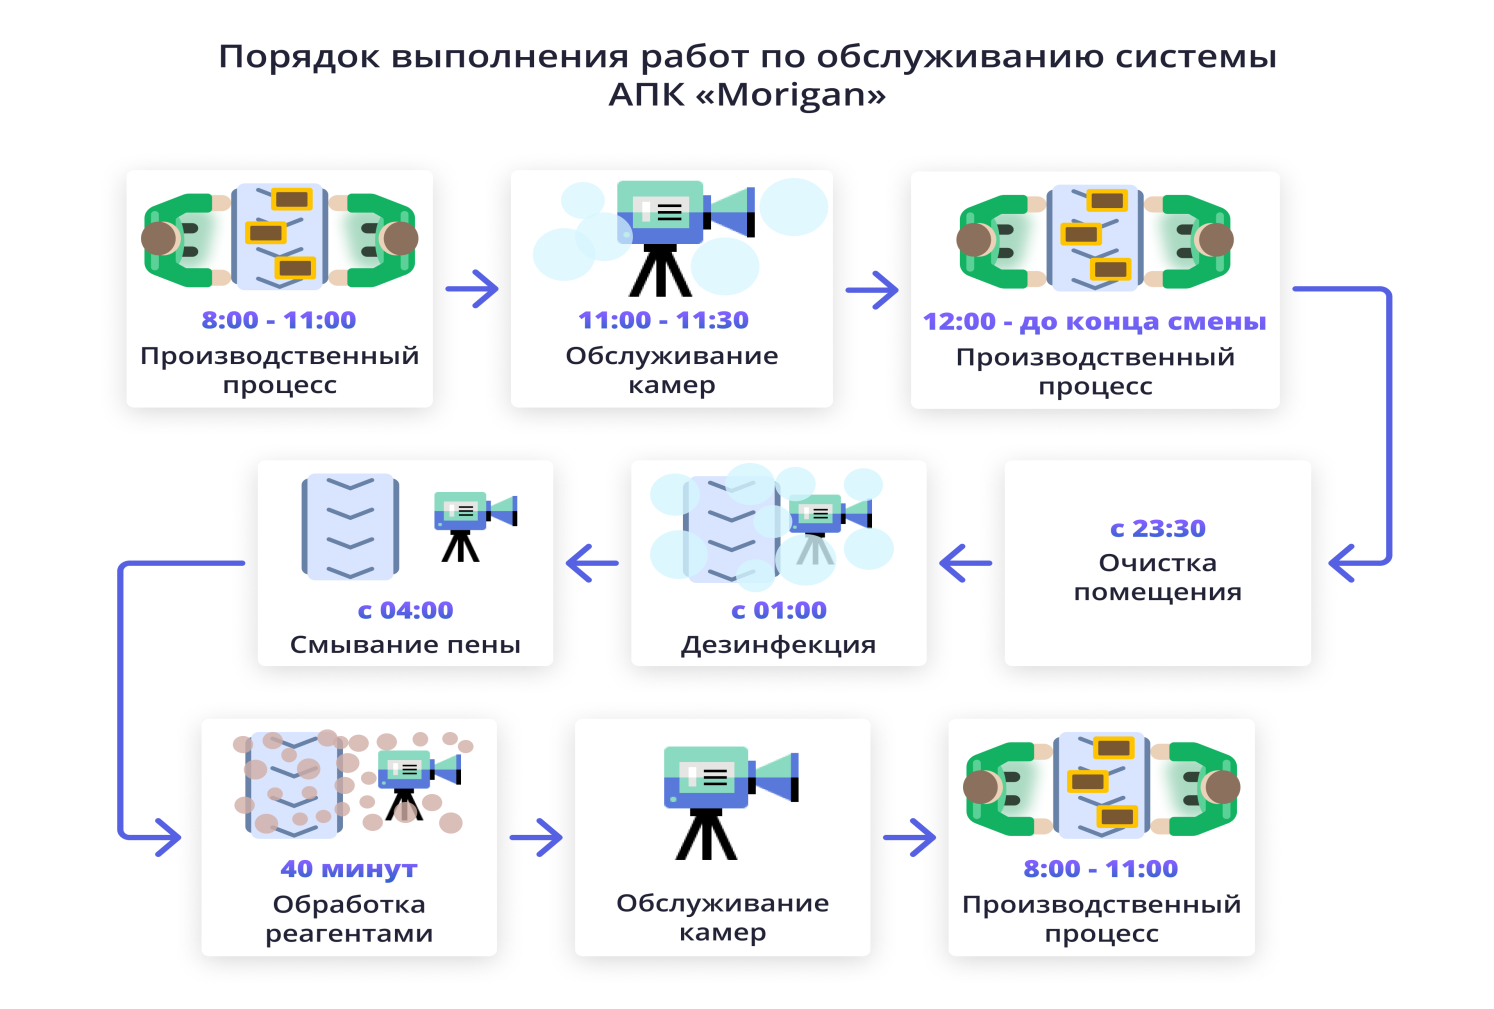 Порядок выполнения работ по обслуживанию системы
АПК «Morigan»
8:00 - 11:00
Производственный
процесс
11:00 - 11:30
Обслуживание
камер
12:00 - до конца смены
Производственный
процесс
с 23:30
Очистка
помещения
с 01:00
Дезинфекция
с 04:00
Смывание пены
40 минут
Обработка
реагентами
Обслуживание
камер
8:00 - 11:00
Производственный
процесс